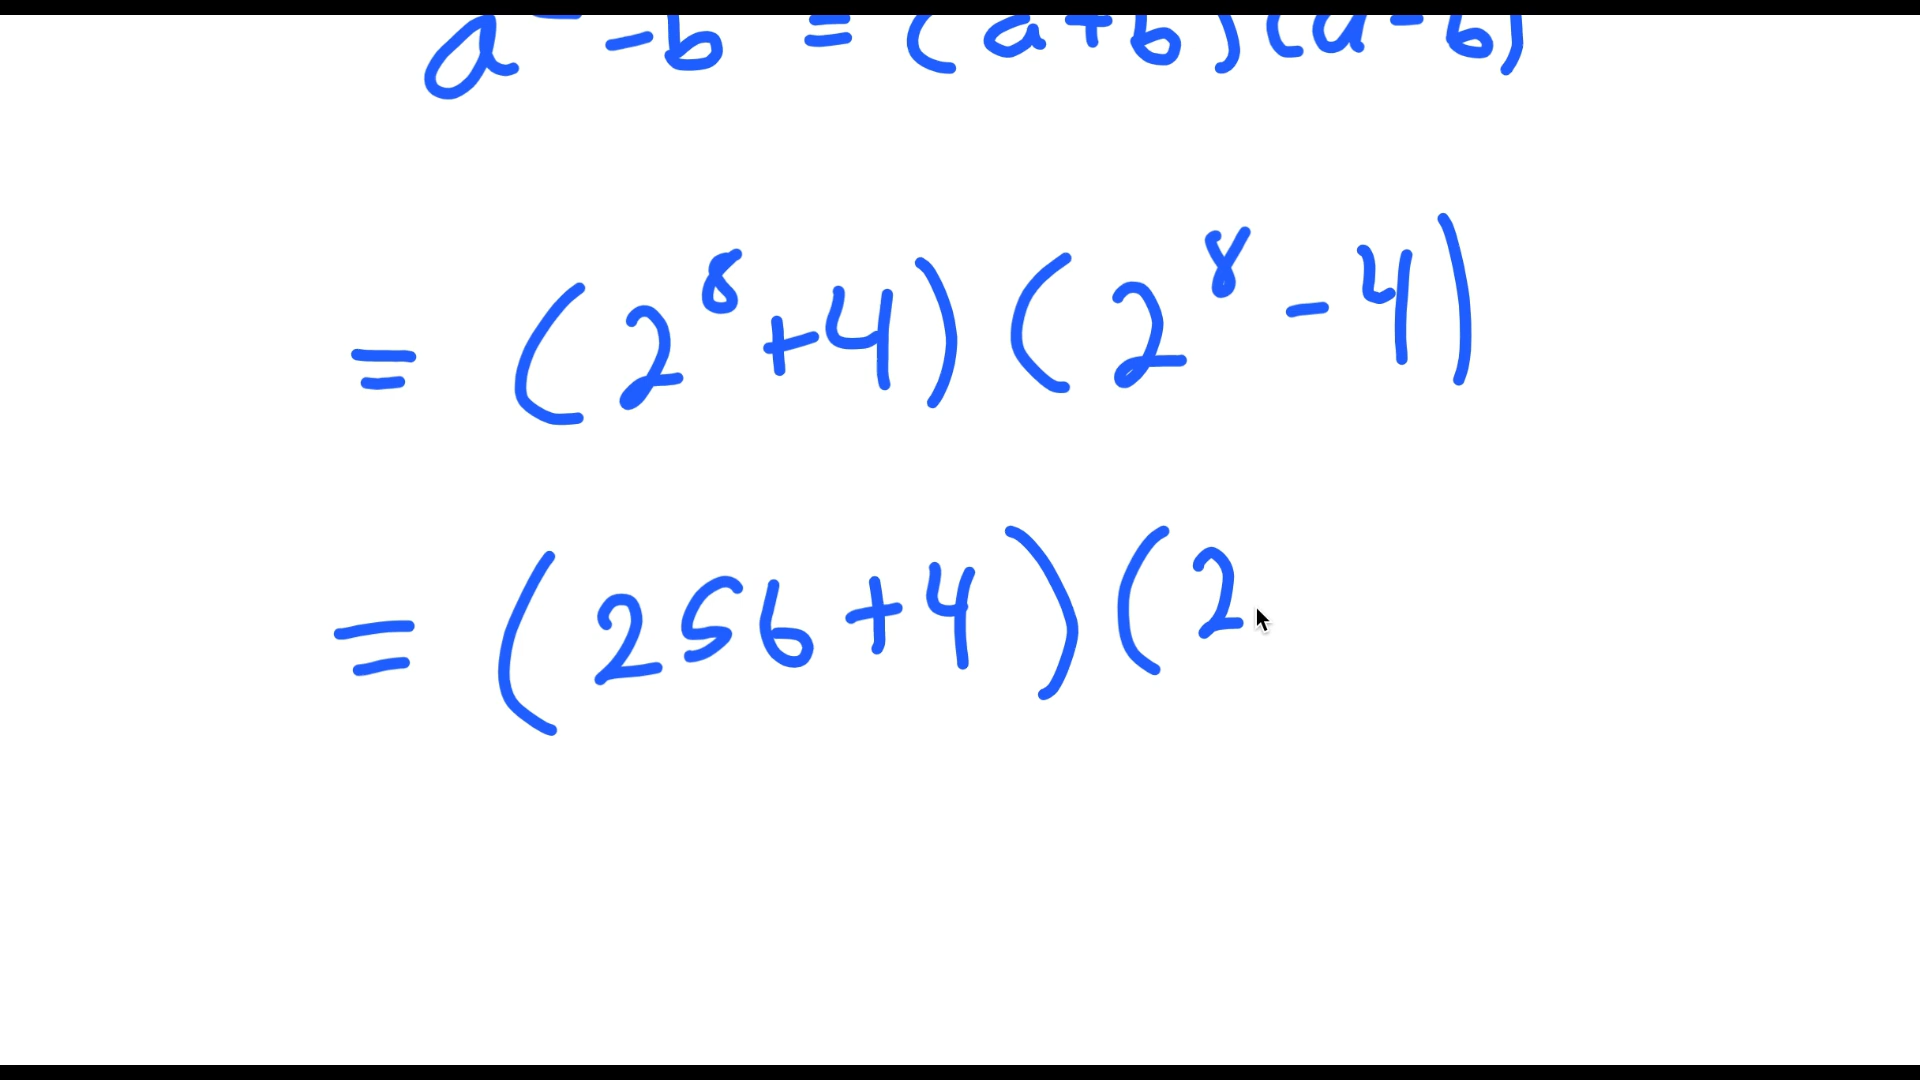 a - b = (a+b)(a-b)
= (2⁸+4)(2⁸-4)
= (256+4)(2